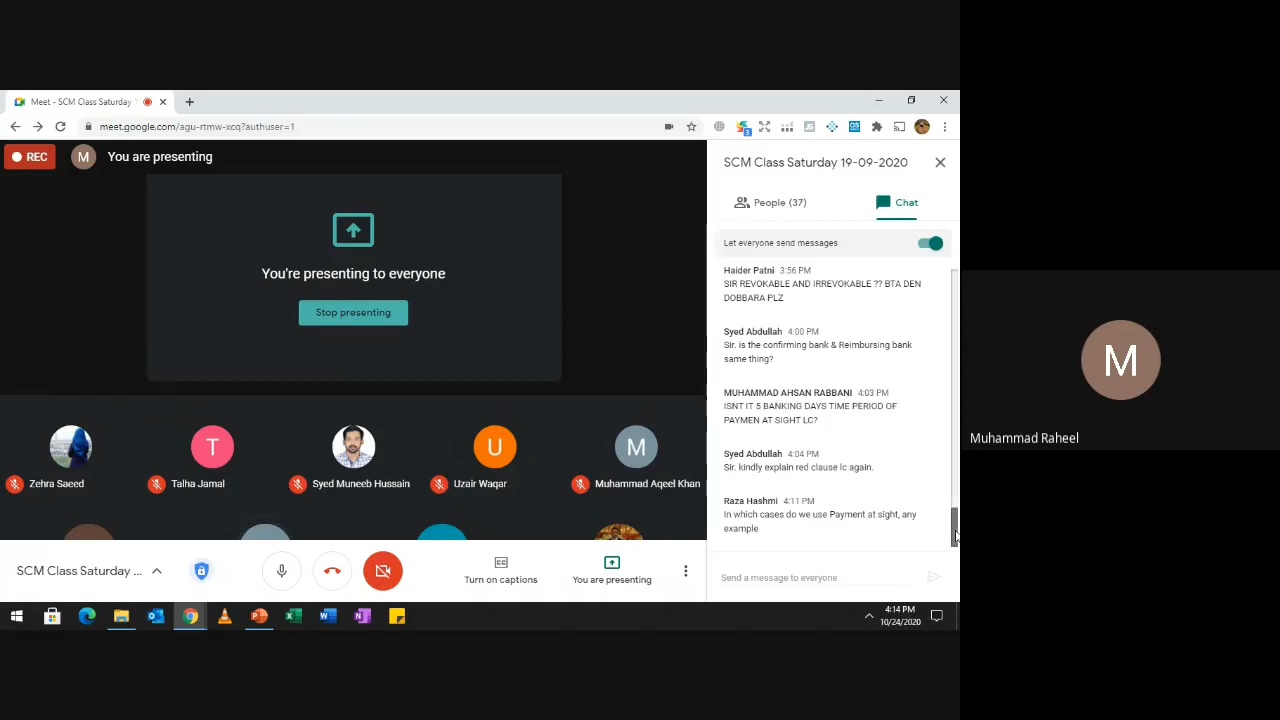 Meet - SCM Class Saturday
meet.google.com/agu-rtmw-xcq?authuser=1
REC
M
You are presenting
You're presenting to everyone
Stop presenting
T
U
M
Zehra Saeed
Talha Jamal
Syed Muneeb Hussain
Uzair Waqar
Muhammad Aqeel Khan
SCM Class Saturday ...
Turn on captions
You are presenting
SCM Class Saturday 19-09-2020
People (37)
Chat
Let everyone send messages
Haider Patni 3:56 PM
SIR REVOKABLE AND IRREVOKABLE ?? BTA DEN
DOBBARA PLZ
Syed Abdullah 4:00 PM
Sir. is the confirming bank & Reimbursing bank
same thing?
MUHAMMAD AHSAN RABBANI 4:03 PM
ISNT IT 5 BANKING DAYS TIME PERIOD OF
PAYMEN AT SIGHT LC?
Syed Abdullah 4:04 PM
Sir. kindly explain red clause lc again.
Raza Hashmi 4:11 PM
In which cases do we use Payment at sight, any
example
Send a message to everyone
4:14 PM
10/24/2020
M
Muhammad Raheel